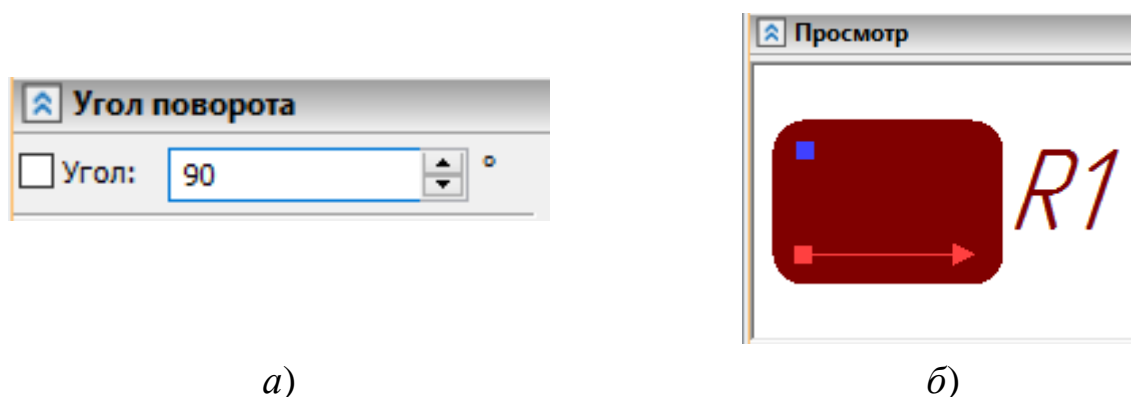 Угол поворота
Угол: 90 °
Просмотр
R1
а)
б)